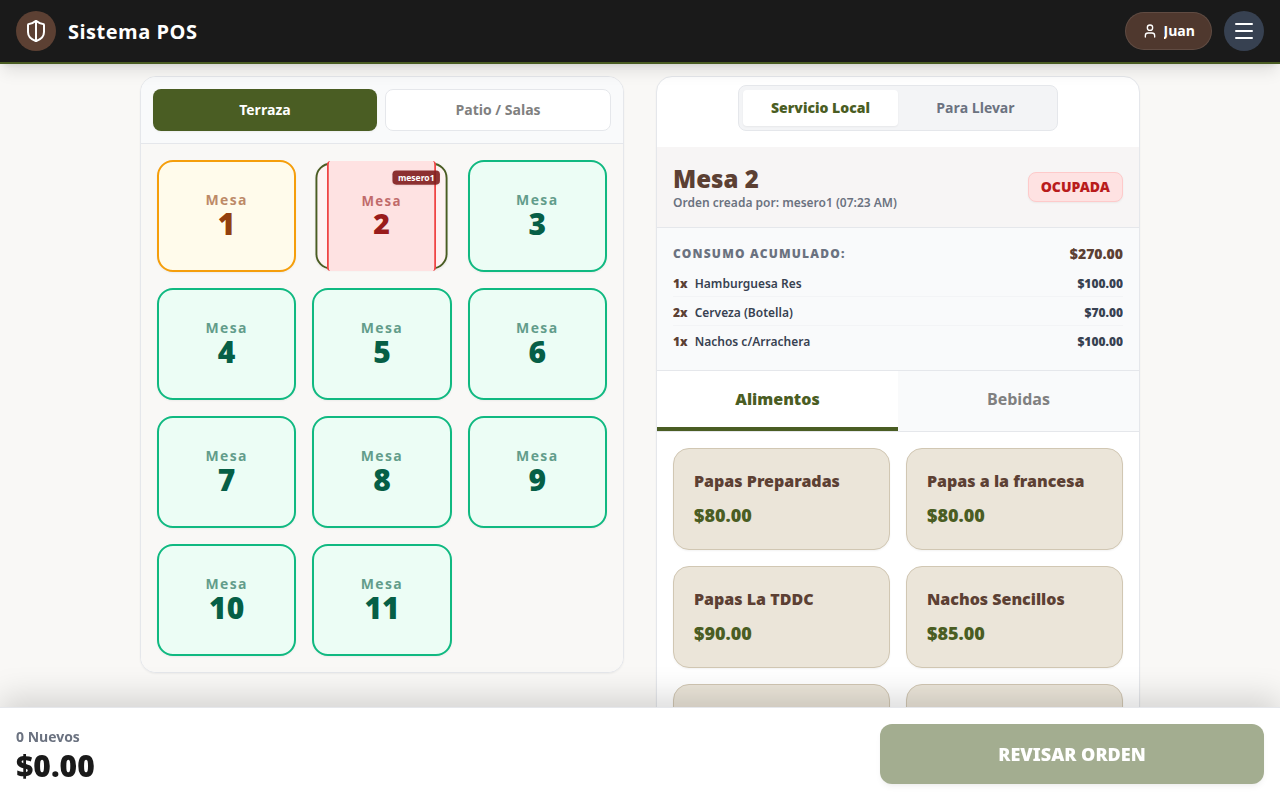 Sistema POS
Juan
Terraza
Patio / Salas
Mesa
1
mesero1
Mesa
2
Mesa
3
Mesa
4
Mesa
5
Mesa
6
Mesa
7
Mesa
8
Mesa
9
Mesa
10
Mesa
11
Servicio Local
Para Llevar
Mesa 2
Orden creada por: mesero1 (07:23 AM)
OCUPADA
CONSUMO ACUMULADO: $270.00
1x Hamburguesa Res $100.00
2x Cerveza (Botella) $70.00
1x Nachos c/Arrachera $100.00
Alimentos
Bebidas
Papas Preparadas
$80.00
Papas a la francesa
$80.00
Papas La TDDC
$90.00
Nachos Sencillos
$85.00
0 Nuevos
$0.00
REVISAR ORDEN